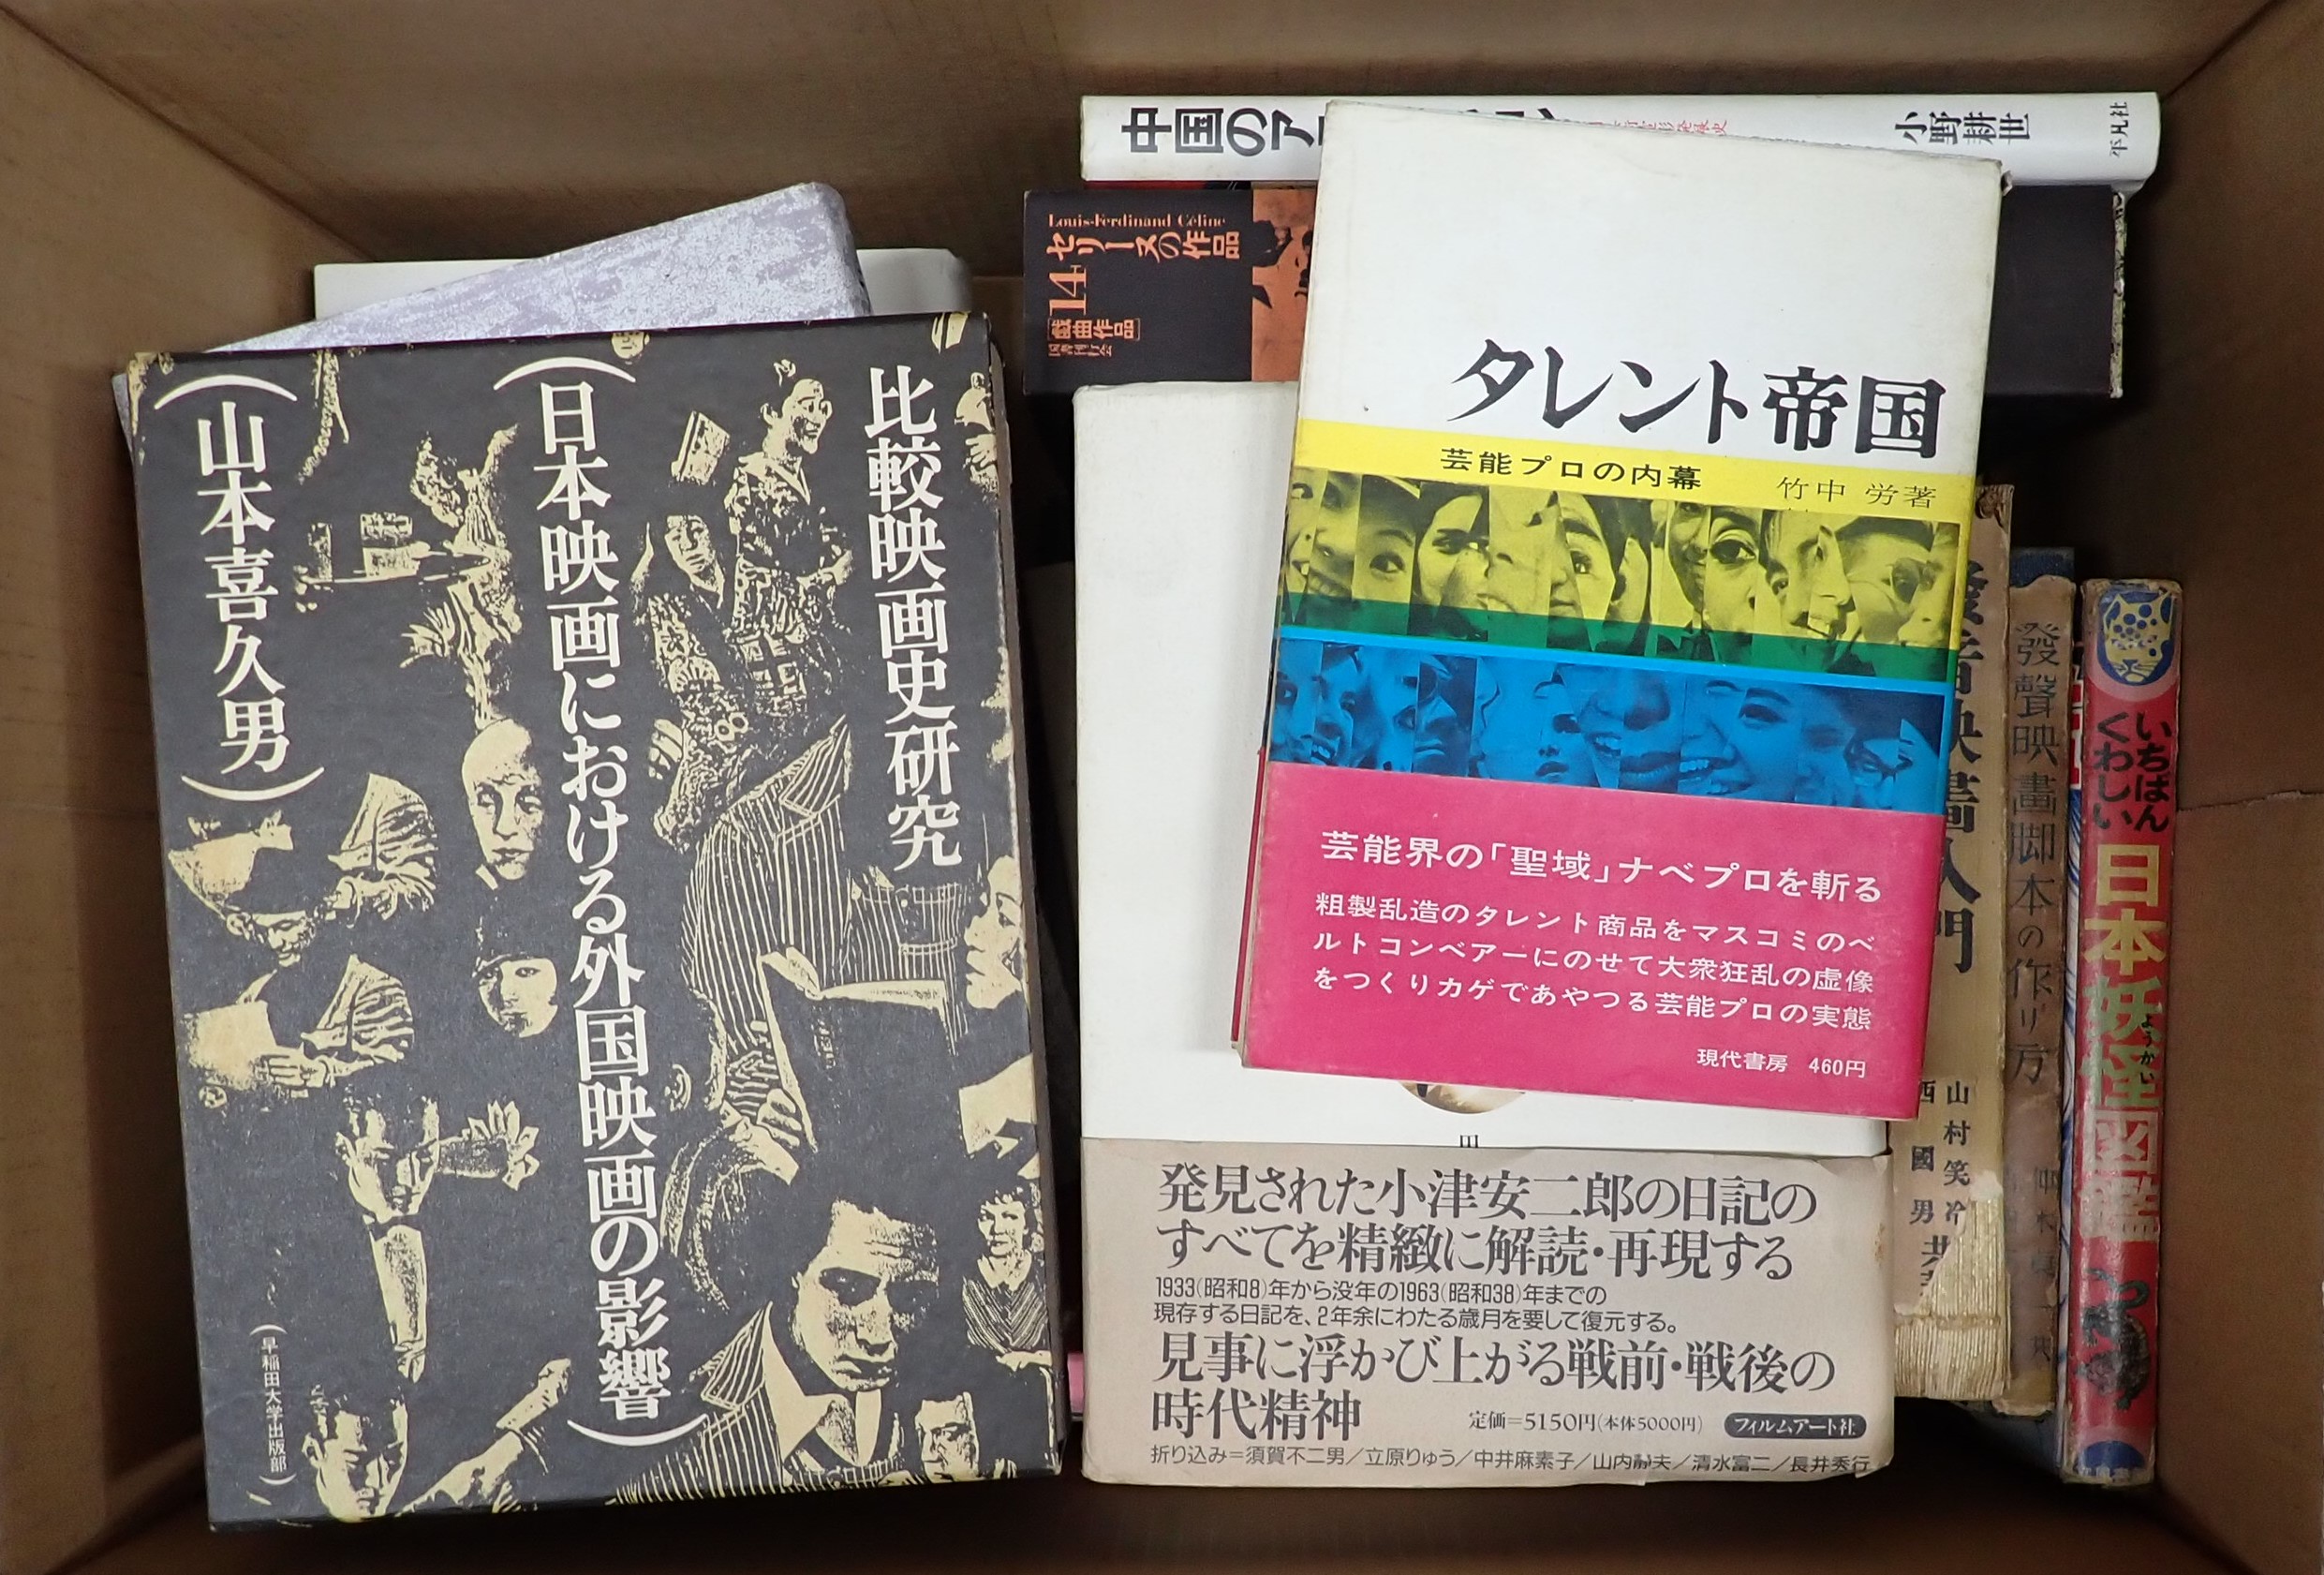 比較映画史研究
(日本映画における外国映画の影響)
(山本喜久男)
(早稲田大学出版部)
中国のア
小野耕世
平凡社
Louis-Ferdinand Céline
セリーヌの作品
14
[戯曲作品]
国書刊行会
タレント帝国
芸能プロの内幕
竹中 労著
芸能界の「聖域」ナベプロを斬る
粗製乱造のタレント商品をマスコミのベ
ルトコンベアーにのせて大衆狂乱の虚像
をつくりカゲであやつる芸能プロの実態
現代書房 460円
発見された小津安二郎の日記の
すべてを精緻に解読・再現する
1933(昭和8)年から没年の1963(昭和38)年までの
現存する日記を、2年余にわたる歳月を要して復元する。
見事に浮かび上がる戦前・戦後の
時代精神
定価=5150円(本体5000円)
フィルムアート社
折り込み=須賀不二男/立原りゅう/中井麻素子/山内静夫/清水富二/長井秀行
映畫入門
山村笑冷
西國男共
發聲映畫脚本の作り方
いちばん
くわしい
日本妖怪図鑑
ようかい